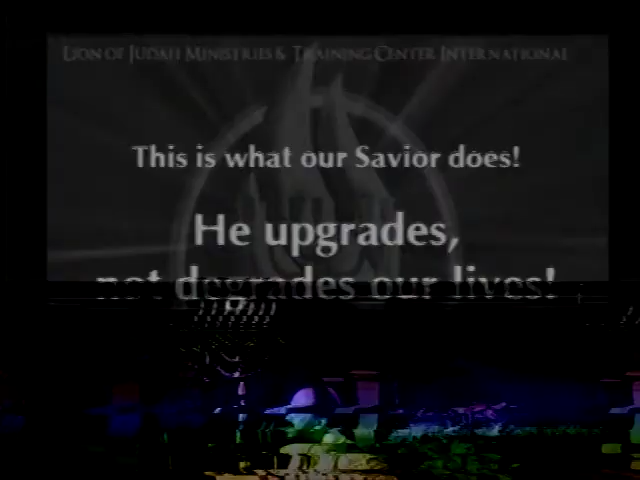 LION OF JUDAH MINISTRIES & TRAINING CENTER INTERNATIONAL
This is what our Savior does!
He upgrades,
not degrades our lives!